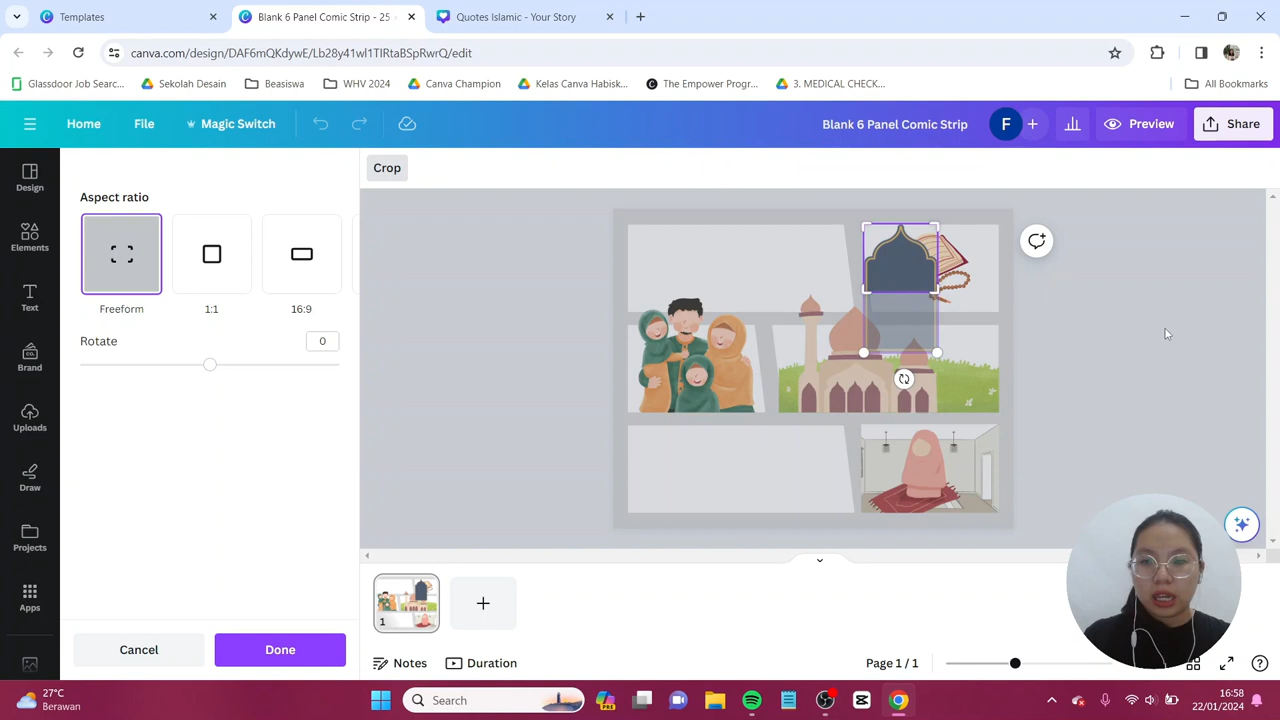 Templates
Blank 6 Panel Comic Strip - 25
Quotes Islamic - Your Story
canva.com/design/DAF6mQKdywE/Lb28y41wl1TIRtaBSpRwrQ/edit
Glassdoor Job Searc...
Sekolah Desain
Beasiswa
WHV 2024
Canva Champion
Kelas Canva Habisk...
The Empower Progr...
3. MEDICAL CHECK...
All Bookmarks
Home
File
Magic Switch
Blank 6 Panel Comic Strip
F
Preview
Share
Design
Elements
Text
Brand
Uploads
Draw
Projects
Apps
Crop
Aspect ratio
Freeform
1:1
16:9
Rotate
0
Cancel
Done
1
Notes
Duration
Page 1 / 1
27°C
Berawan
Search
16:58
22/01/2024